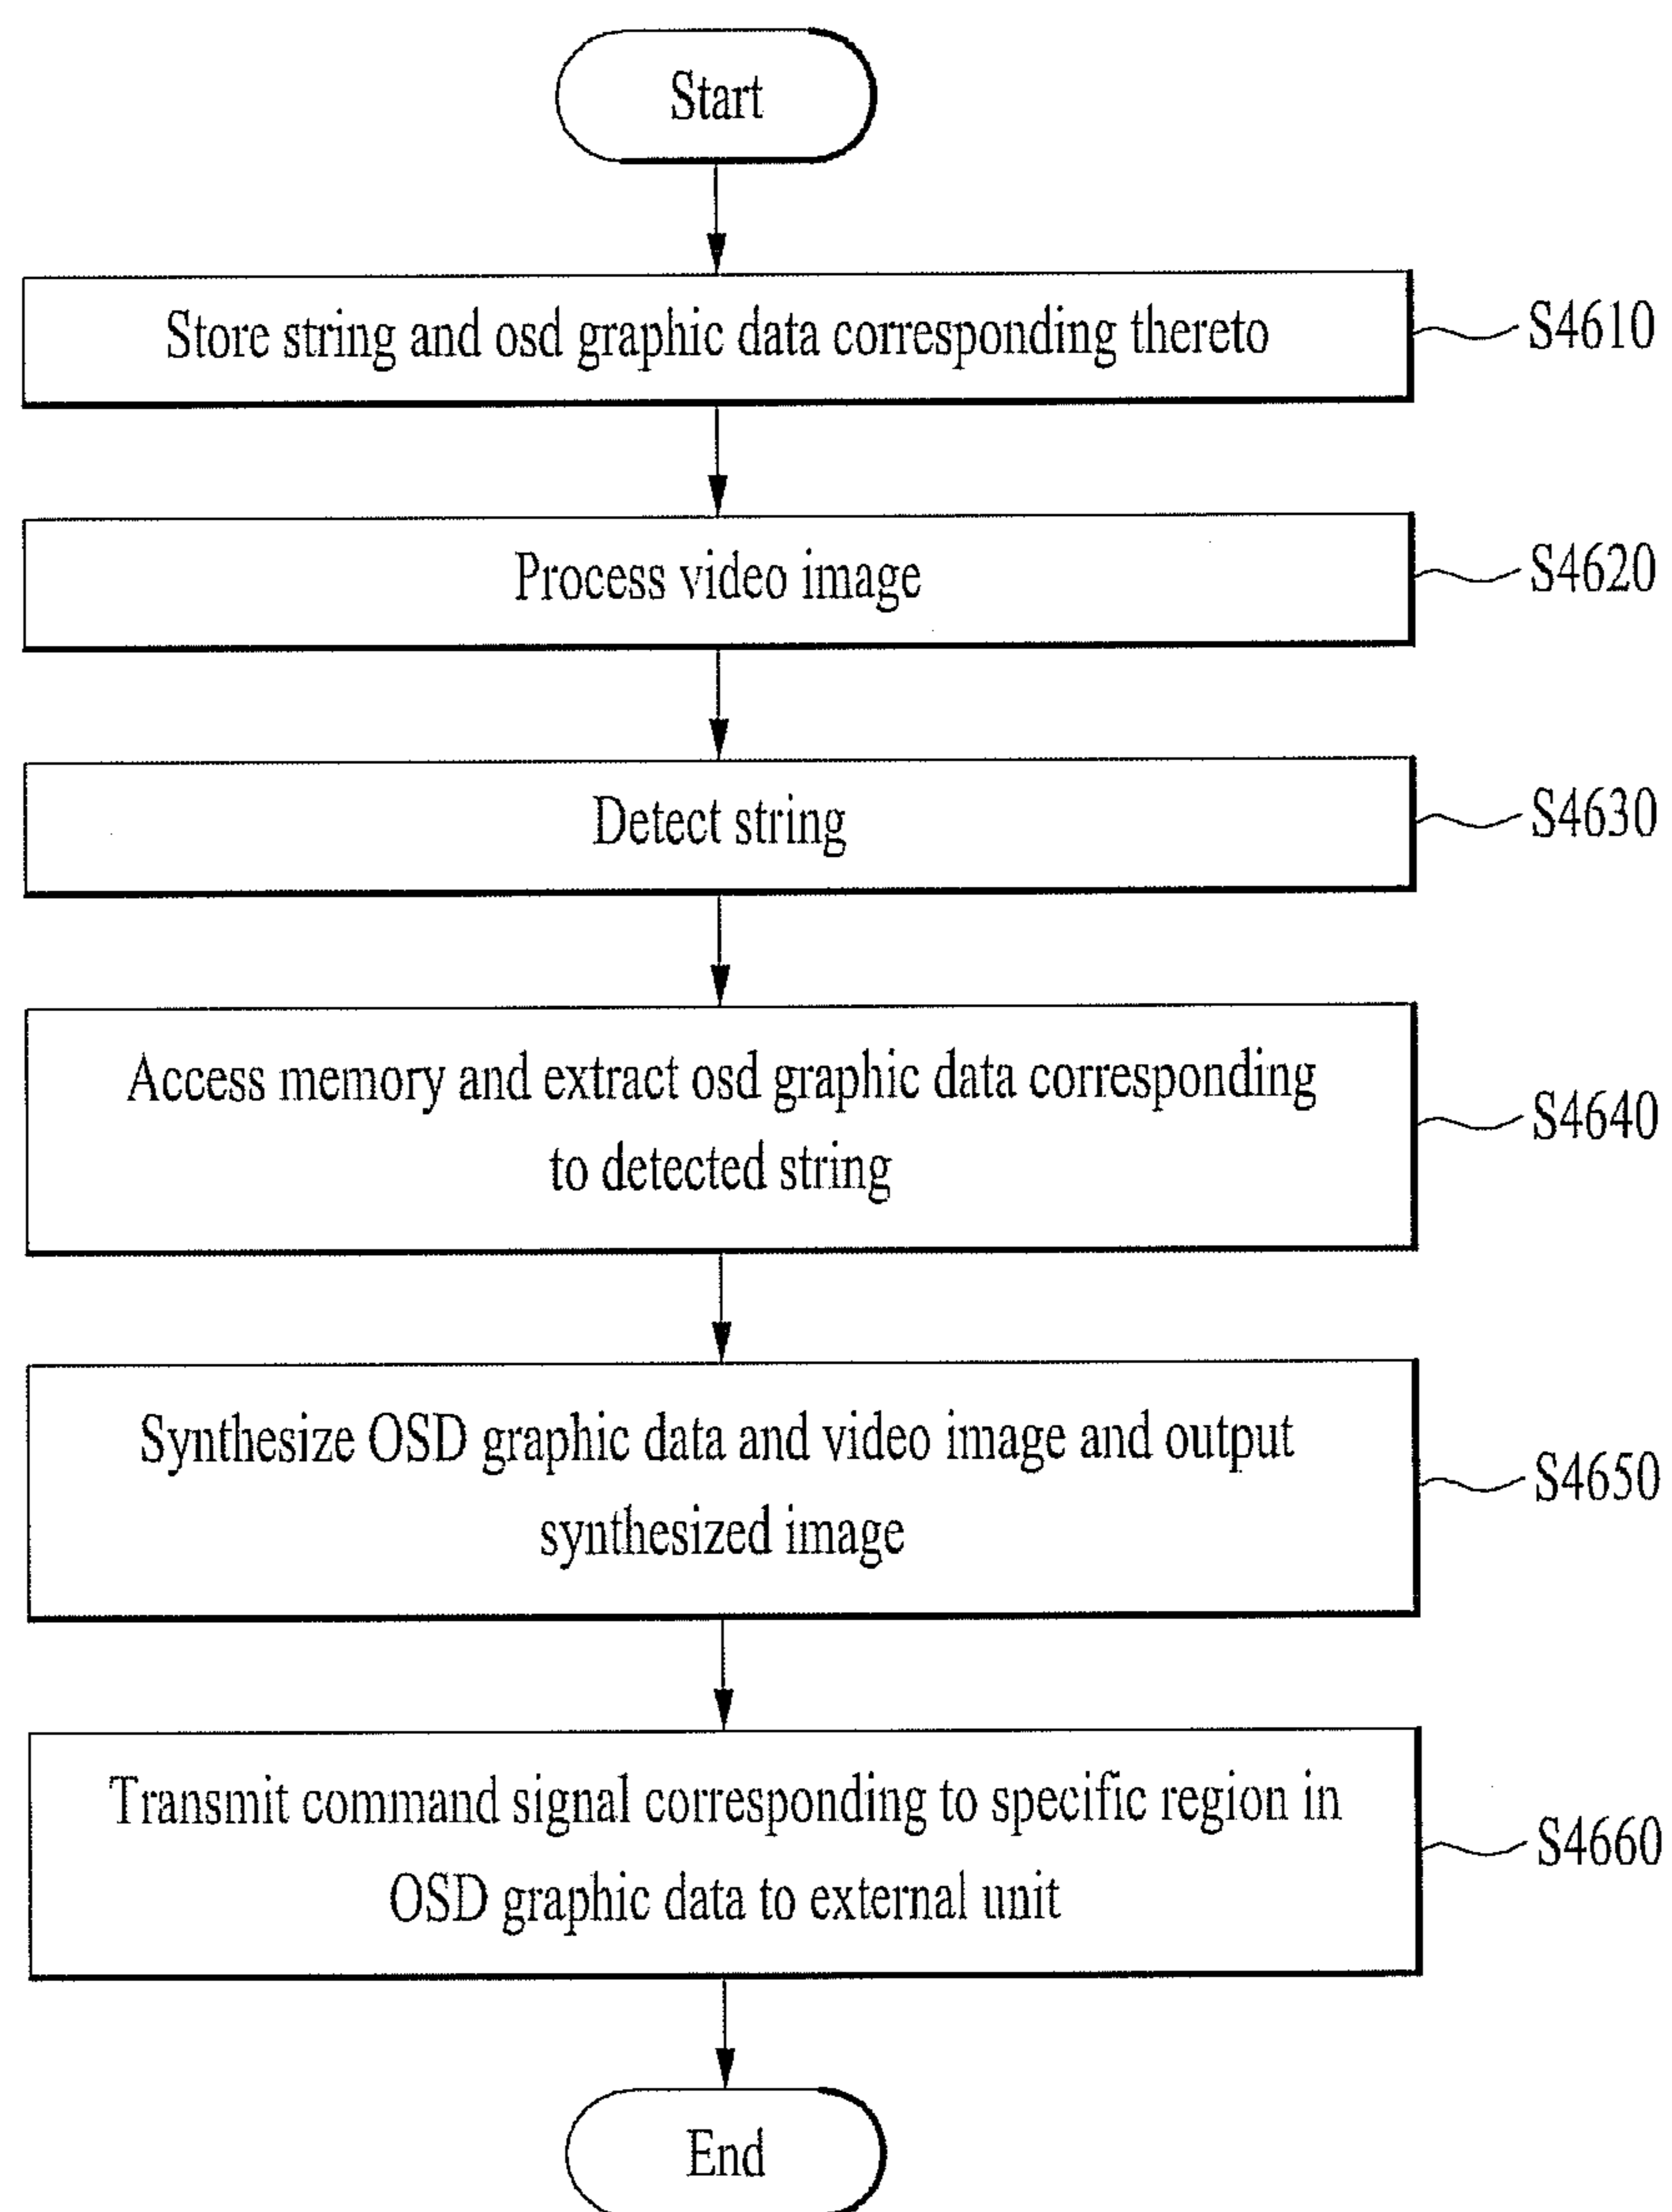 Start
Store string and osd graphic data corresponding thereto
S4610
Process video image
S4620
Detect string
S4630
Access memory and extract osd graphic data corresponding
to detected string
S4640
Synthesize OSD graphic data and video image and output
synthesized image
S4650
Transmit command signal corresponding to specific region in
OSD graphic data to external unit
S4660
End